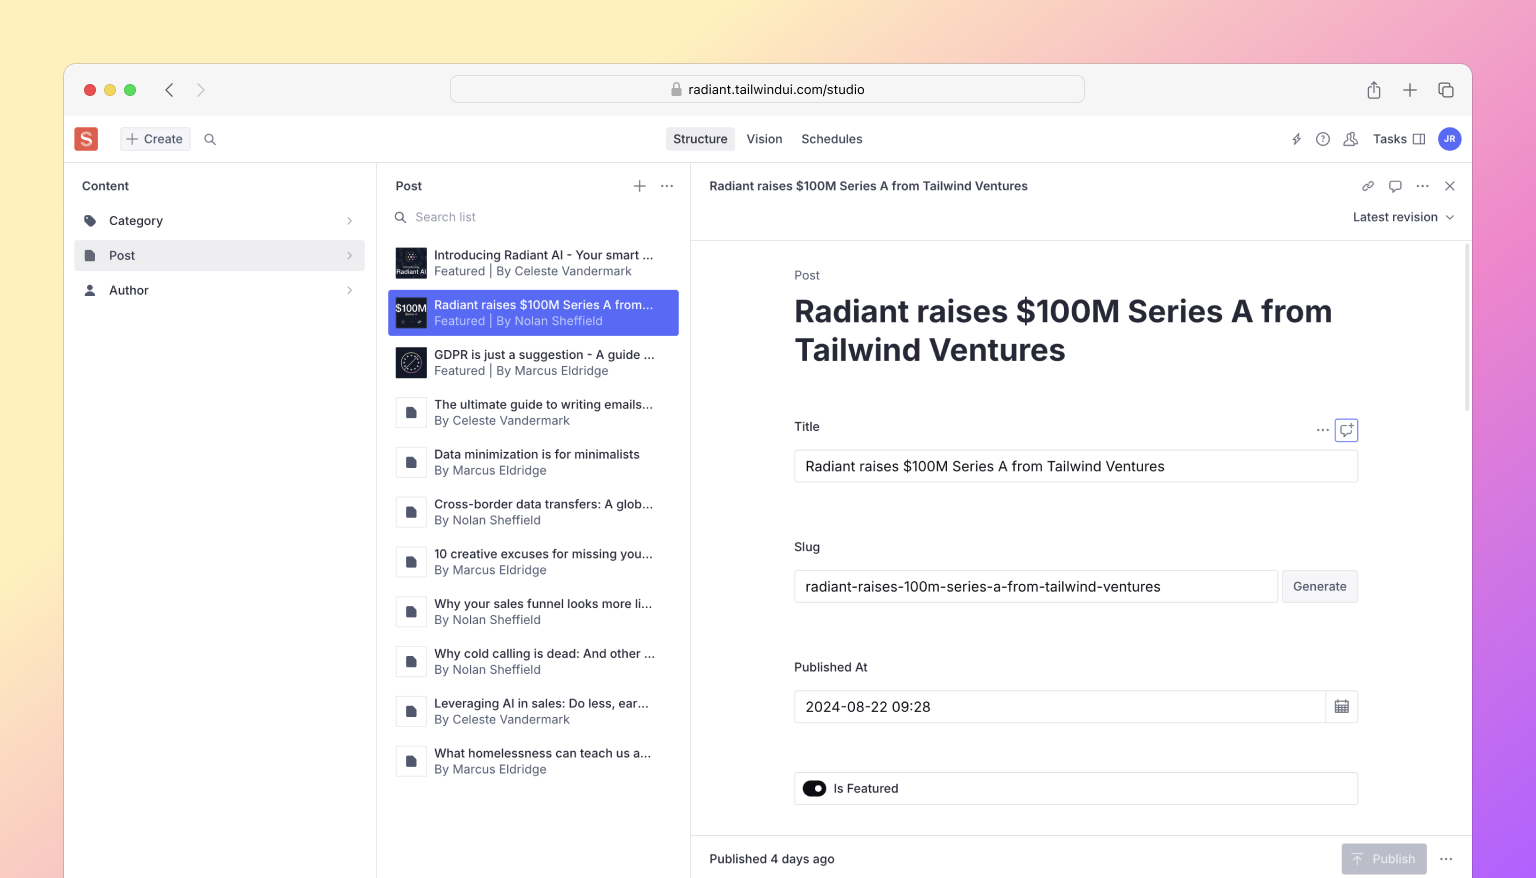 radiant.tailwindui.com/studio
S
Create
Structure
Vision
Schedules
Tasks
JR
Content
Category
Post
Author
Post
Search list
Introducing Radiant AI - Your smart ...
Featured | By Celeste Vandermark
Radiant AI
Radiant raises $100M Series A from...
Featured | By Nolan Sheffield
$100M
GDPR is just a suggestion - A guide ...
Featured | By Marcus Eldridge
The ultimate guide to writing emails...
By Celeste Vandermark
Data minimization is for minimalists
By Marcus Eldridge
Cross-border data transfers: A glob...
By Nolan Sheffield
10 creative excuses for missing you...
By Marcus Eldridge
Why your sales funnel looks more li...
By Nolan Sheffield
Why cold calling is dead: And other ...
By Nolan Sheffield
Leveraging AI in sales: Do less, ear...
By Celeste Vandermark
What homelessness can teach us a...
By Marcus Eldridge
Radiant raises $100M Series A from Tailwind Ventures
Latest revision
Post
Radiant raises $100M Series A from
Tailwind Ventures
Title
Radiant raises $100M Series A from Tailwind Ventures
Slug
radiant-raises-100m-series-a-from-tailwind-ventures
Generate
Published At
2024-08-22 09:28
Is Featured
Published 4 days ago
Publish